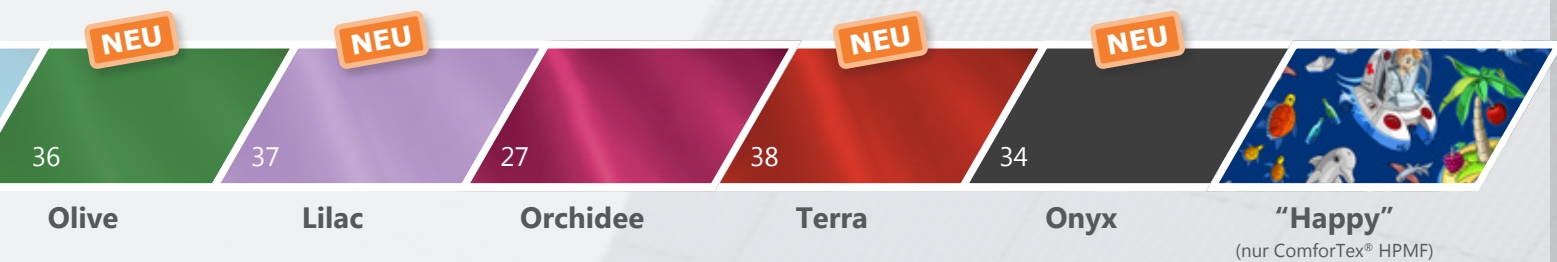 NEU NEU NEU NEU
36 37 27 38 34
Olive Lilac Orchidee Terra Onyx “Happy”
(nur ComforTex® HPMF)